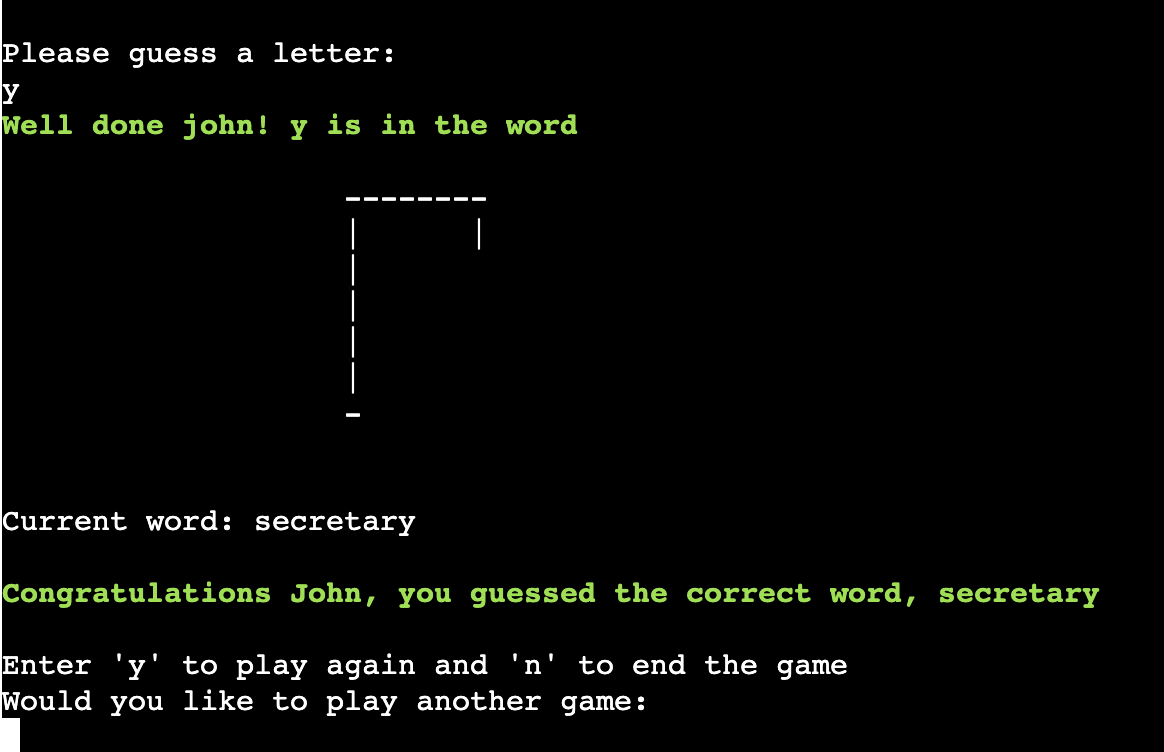 Please guess a letter:
y
Well done john! y is in the word
--------
|      |
|
|
|
|
-
Current word: secretary
Congratulations John, you guessed the correct word, secretary
Enter 'y' to play again and 'n' to end the game
Would you like to play another game: